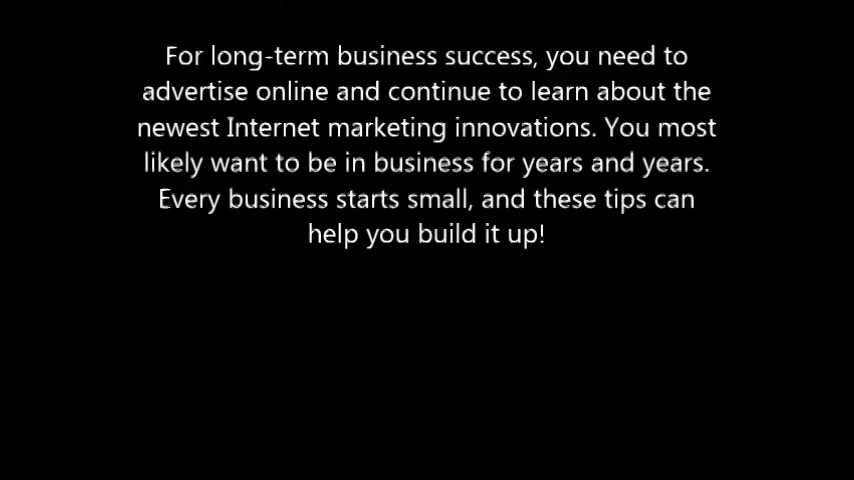 For long-term business success, you need to
advertise online and continue to learn about the
newest Internet marketing innovations. You most
likely want to be in business for years and years.
Every business starts small, and these tips can
help you build it up!